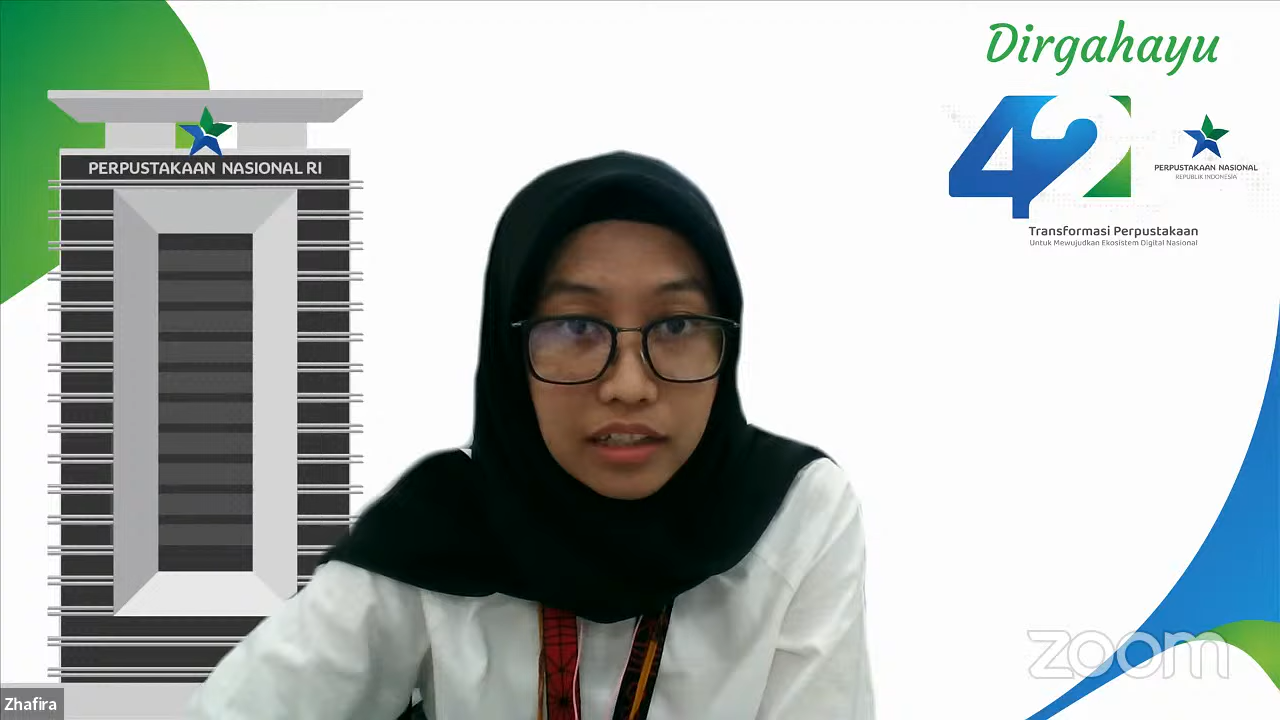 Dirgahayu
42
PERPUSTAKAAN NASIONAL
REPUBLIK INDONESIA
Transformasi Perpustakaan
Untuk Mewujudkan Ekosistem Digital Nasional
PERPUSTAKAAN NASIONAL RI
zoom
Zhafira